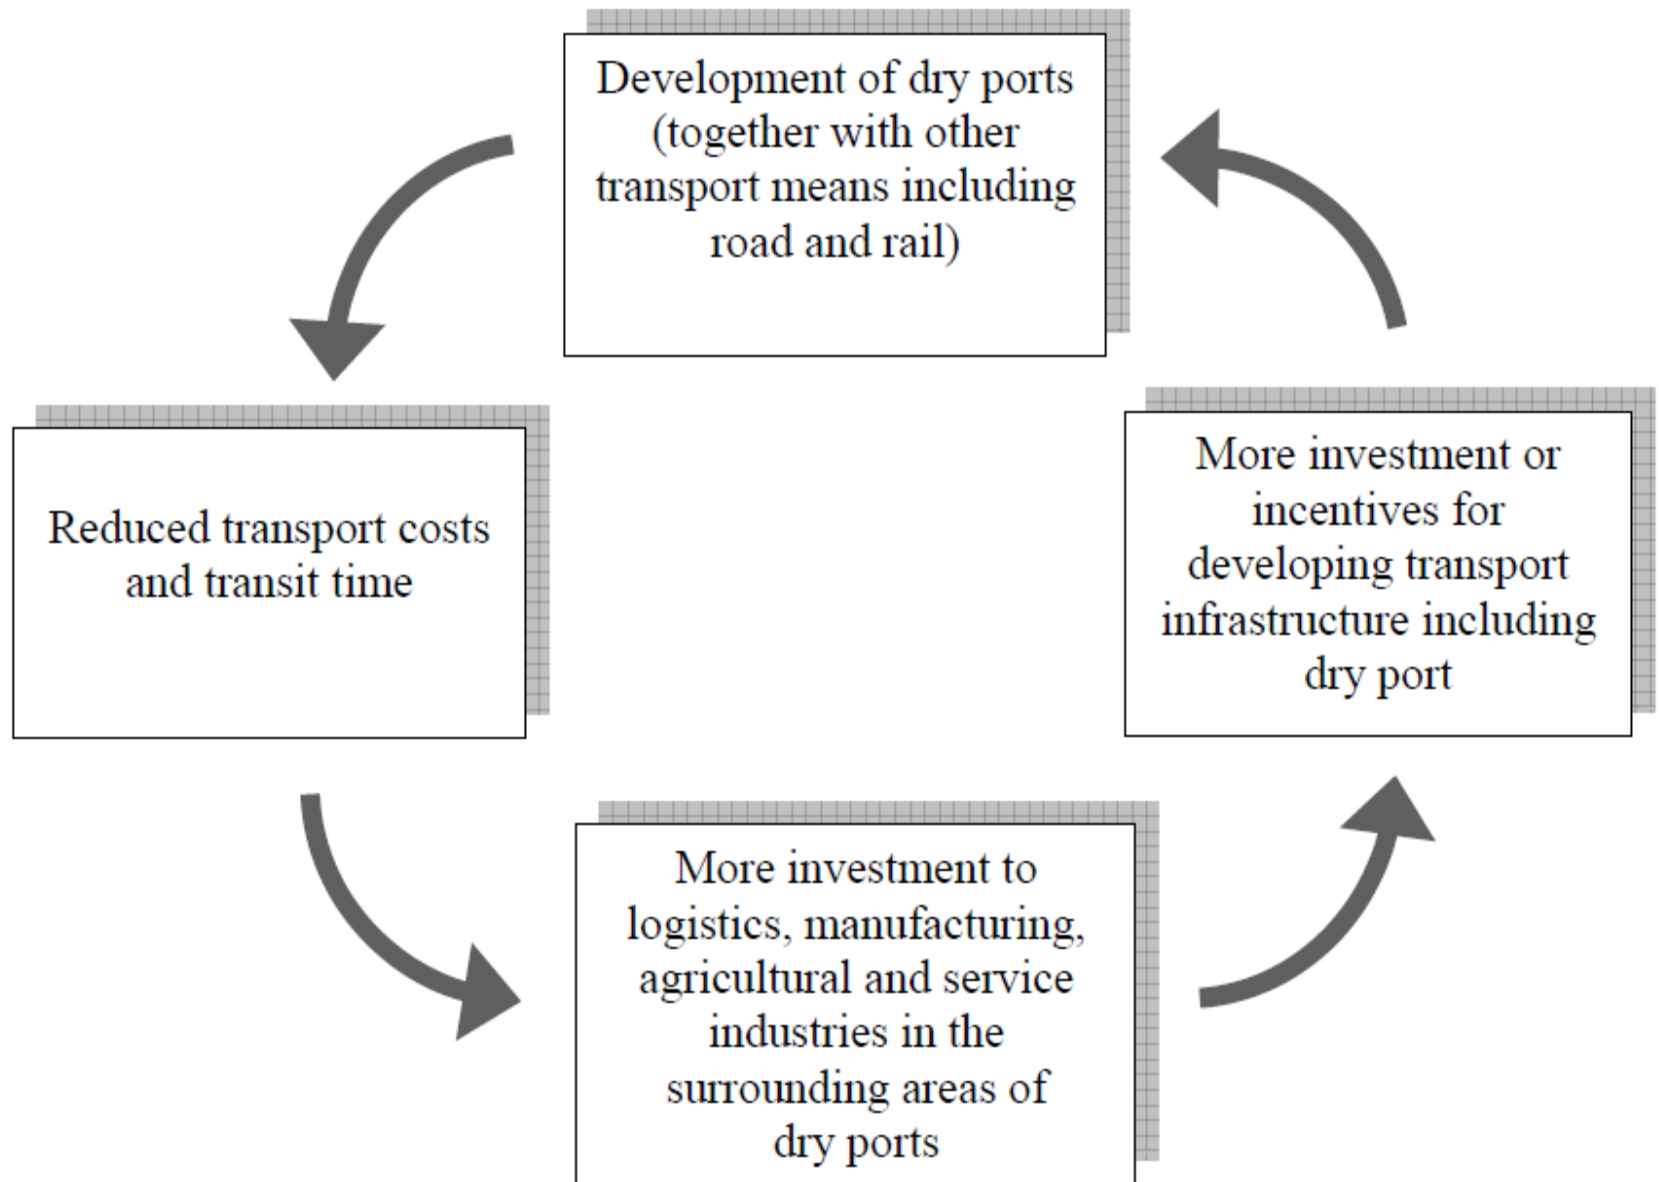 Development of dry ports
(together with other
transport means including
road and rail)
Reduced transport costs
and transit time
More investment or
incentives for
developing transport
infrastructure including
dry port
More investment to
logistics, manufacturing,
agricultural and service
industries in the
surrounding areas of
dry ports